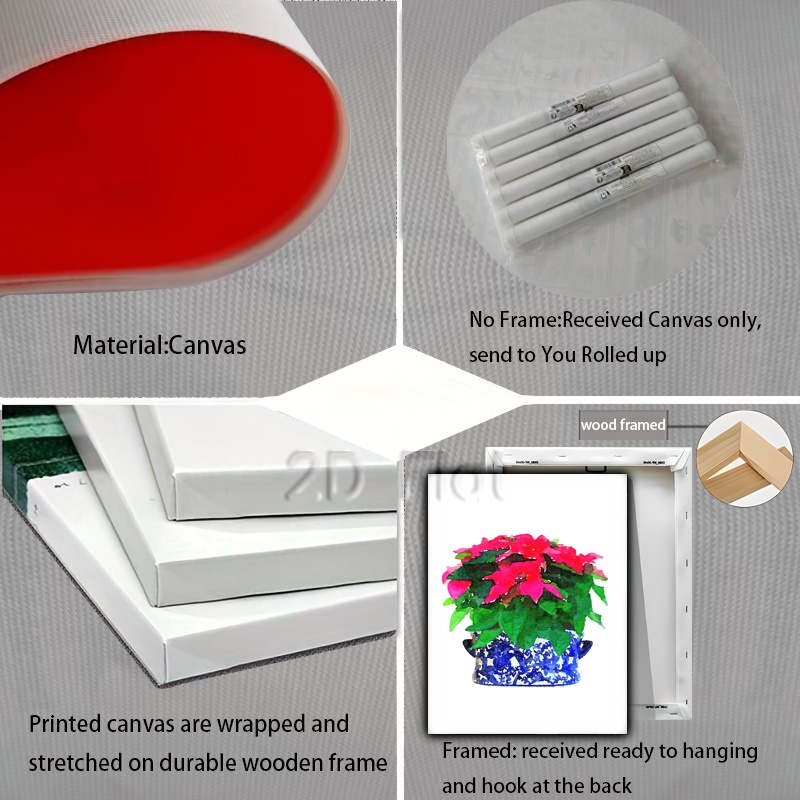 Material:Canvas
No Frame:Received Canvas only,
send to You Rolled up
wood framed
2D Flat
Printed canvas are wrapped and
stretched on durable wooden frame
Framed: received ready to hanging
and hook at the back